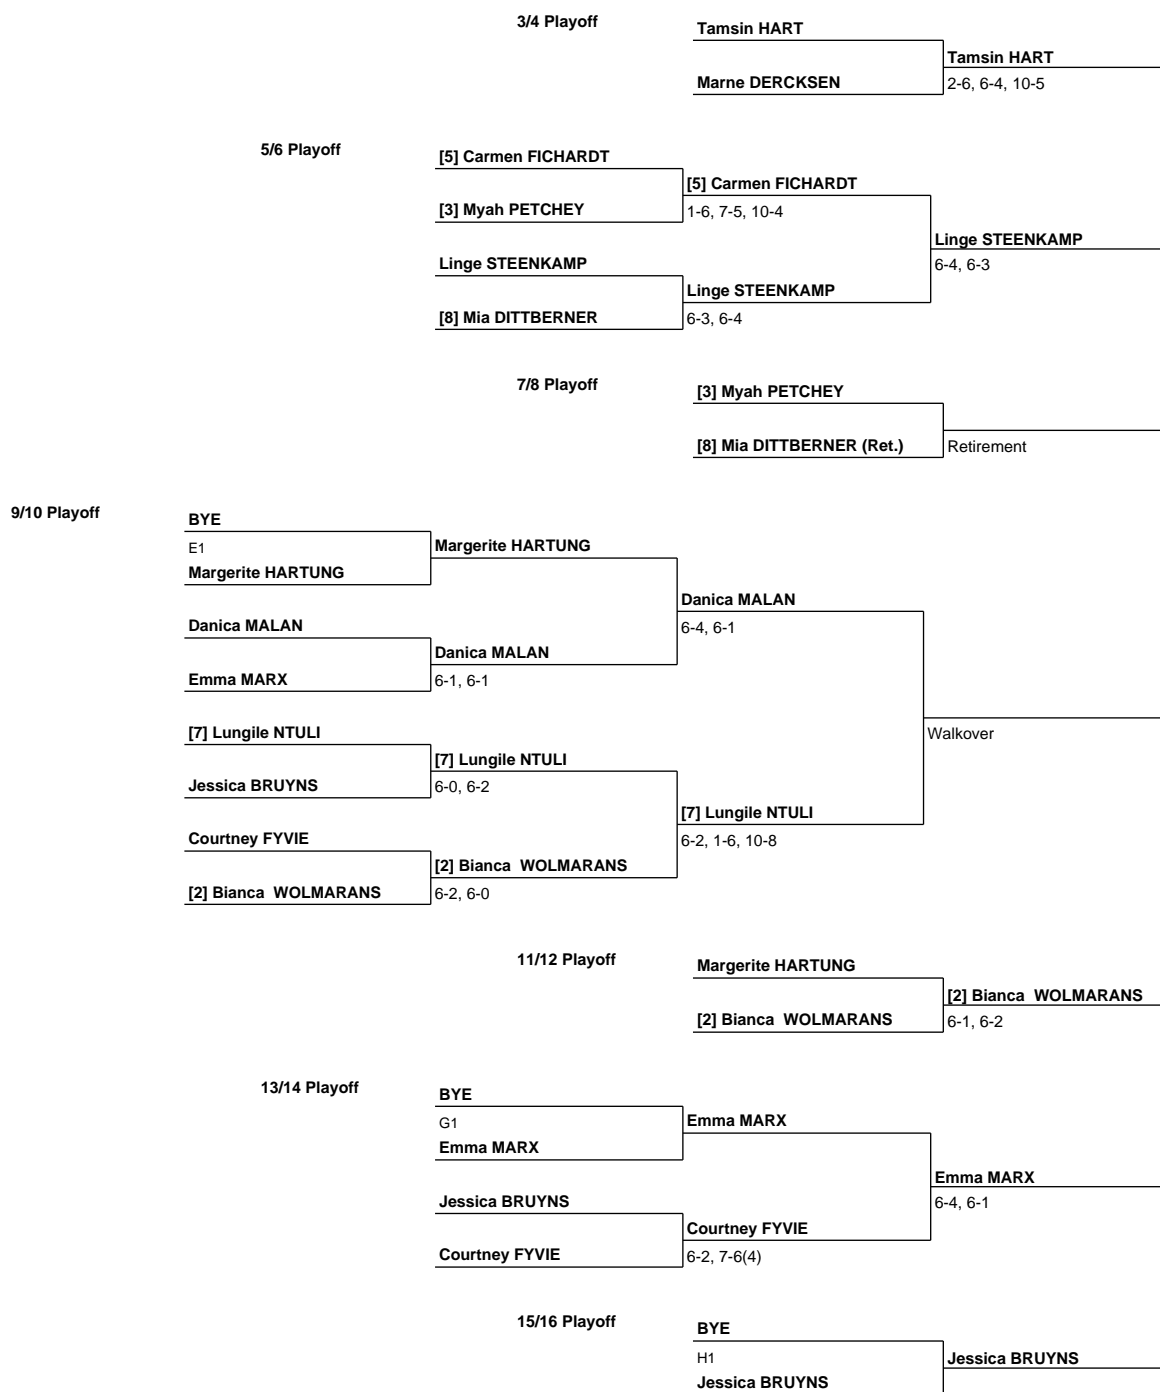 3/4 Playoff
Tamsin HART
Tamsin HART
Marne DERCKSEN
2-6, 6-4, 10-5
5/6 Playoff
[5] Carmen FICHARDT
[5] Carmen FICHARDT
[3] Myah PETCHEY
1-6, 7-5, 10-4
Linge STEENKAMP
6-4, 6-3
Linge STEENKAMP
Linge STEENKAMP
[8] Mia DITTBERNER
6-3, 6-4
7/8 Playoff
[3] Myah PETCHEY
[8] Mia DITTBERNER (Ret.)
Retirement
9/10 Playoff
BYE
E1
Margerite HARTUNG
Margerite HARTUNG
Danica MALAN
6-4, 6-1
Danica MALAN
Danica MALAN
Emma MARX
6-1, 6-1
Walkover
[7] Lungile NTULI
[7] Lungile NTULI
Jessica BRUYNS
6-0, 6-2
[7] Lungile NTULI
6-2, 1-6, 10-8
Courtney FYVIE
[2] Bianca  WOLMARANS
[2] Bianca  WOLMARANS
6-2, 6-0
11/12 Playoff
Margerite HARTUNG
[2] Bianca  WOLMARANS
[2] Bianca  WOLMARANS
6-1, 6-2
13/14 Playoff
BYE
G1
Emma MARX
Emma MARX
Emma MARX
6-4, 6-1
Jessica BRUYNS
Courtney FYVIE
Courtney FYVIE
6-2, 7-6(4)
15/16 Playoff
BYE
H1
Jessica BRUYNS
Jessica BRUYNS